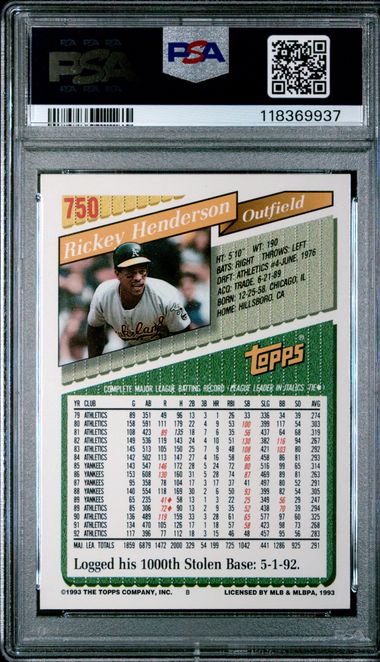 PSA
PSA
118369937
750
Rickey Henderson
Outfield
HT: 5'10" WT: 190
BATS: RIGHT THROWS: LEFT
DRFT: ATHLETICS #4-JUNE, 1976
ACQ: TRADE, 6-21-89
BORN: 12-25-58, CHICAGO, IL
HOME: HILLSBORO, CA
TOPPS
COMPLETE MAJOR LEAGUE BATTING RECORD (LEAGUE LEADER IN ITALICS, TIE♦)
YR CLUB G AB R H 2B 3B HR RBI SB SLG BB SO AVG
79 ATHLETICS 89 351 49 96 13 3 1 26 33 336 34 39 274
80 ATHLETICS 158 591 111 179 22 4 9 53 100 399 117 54 303
81 ATHLETICS 108 423 89 135 18 7 6 35 56 437 64 68 319
82 ATHLETICS 149 536 119 143 24 4 10 51 130 382 116 94 267
83 ATHLETICS 145 513 105 150 25 7 9 48 108 421 103 80 292
84 ATHLETICS 142 502 113 147 27 4 16 58 66 458 86 81 293
85 YANKEES 143 547 146 172 28 5 24 72 80 516 99 65 314
86 YANKEES 153 608 130 160 31 5 28 74 87 469 89 81 263
87 YANKEES 95 358 78 104 17 3 17 37 41 497 80 52 291
88 YANKEES 140 554 118 169 30 2 6 50 93 399 82 54 305
89 YANKEES 65 235 41♦ 58 13 1 3 22 25 349 56 29 247
89 ATHLETICS 85 306 72♦ 90 13 2 9 35 52 438 70 39 294
90 ATHLETICS 136 489 119 159 33 3 28 61 65 577 97 60 325
91 ATHLETICS 134 470 105 126 17 1 18 57 58 423 98 73 268
92 ATHLETICS 117 396 77 112 18 3 15 46 48 457 95 56 283
MAJ. LEA. TOTALS 1859 6879 1472 2000 329 54 199 725 1042 441 1286 925 291
Logged his 1000th Stolen Base: 5-1-92.
©1993 THE TOPPS COMPANY, INC. B LICENSED BY MLB & MLBPA, 1993